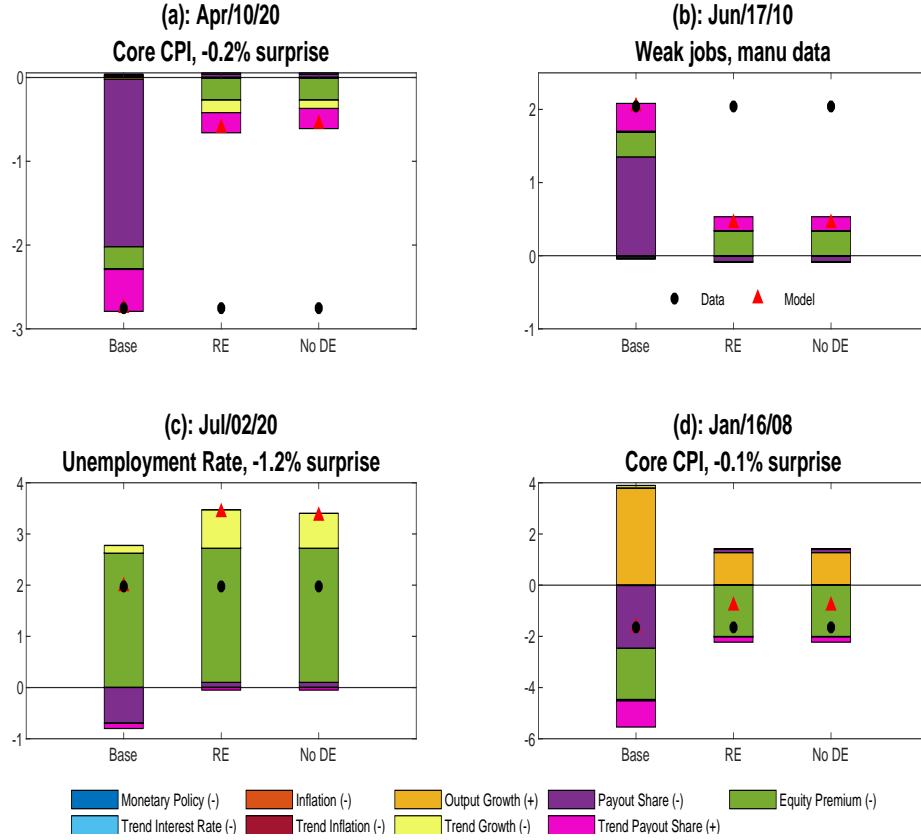 (a): Apr/10/20
Core CPI, -0.2% surprise
0
-1
-2
-3
Base RE No DE
(b): Jun/17/10
Weak jobs, manu data
2
1
0
-1
Data Model
Base RE No DE
(c): Jul/02/20
Unemployment Rate, -1.2% surprise
4
3
2
1
0
-1
Base RE No DE
(d): Jan/16/08
Core CPI, -0.1% surprise
4
2
0
-2
-4
-6
Base RE No DE
Monetary Policy (-) Inflation (-) Output Growth (+) Payout Share (-) Equity Premium (-)
Trend Interest Rate (-) Trend Inflation (-) Trend Growth (-) Trend Payout Share (+)